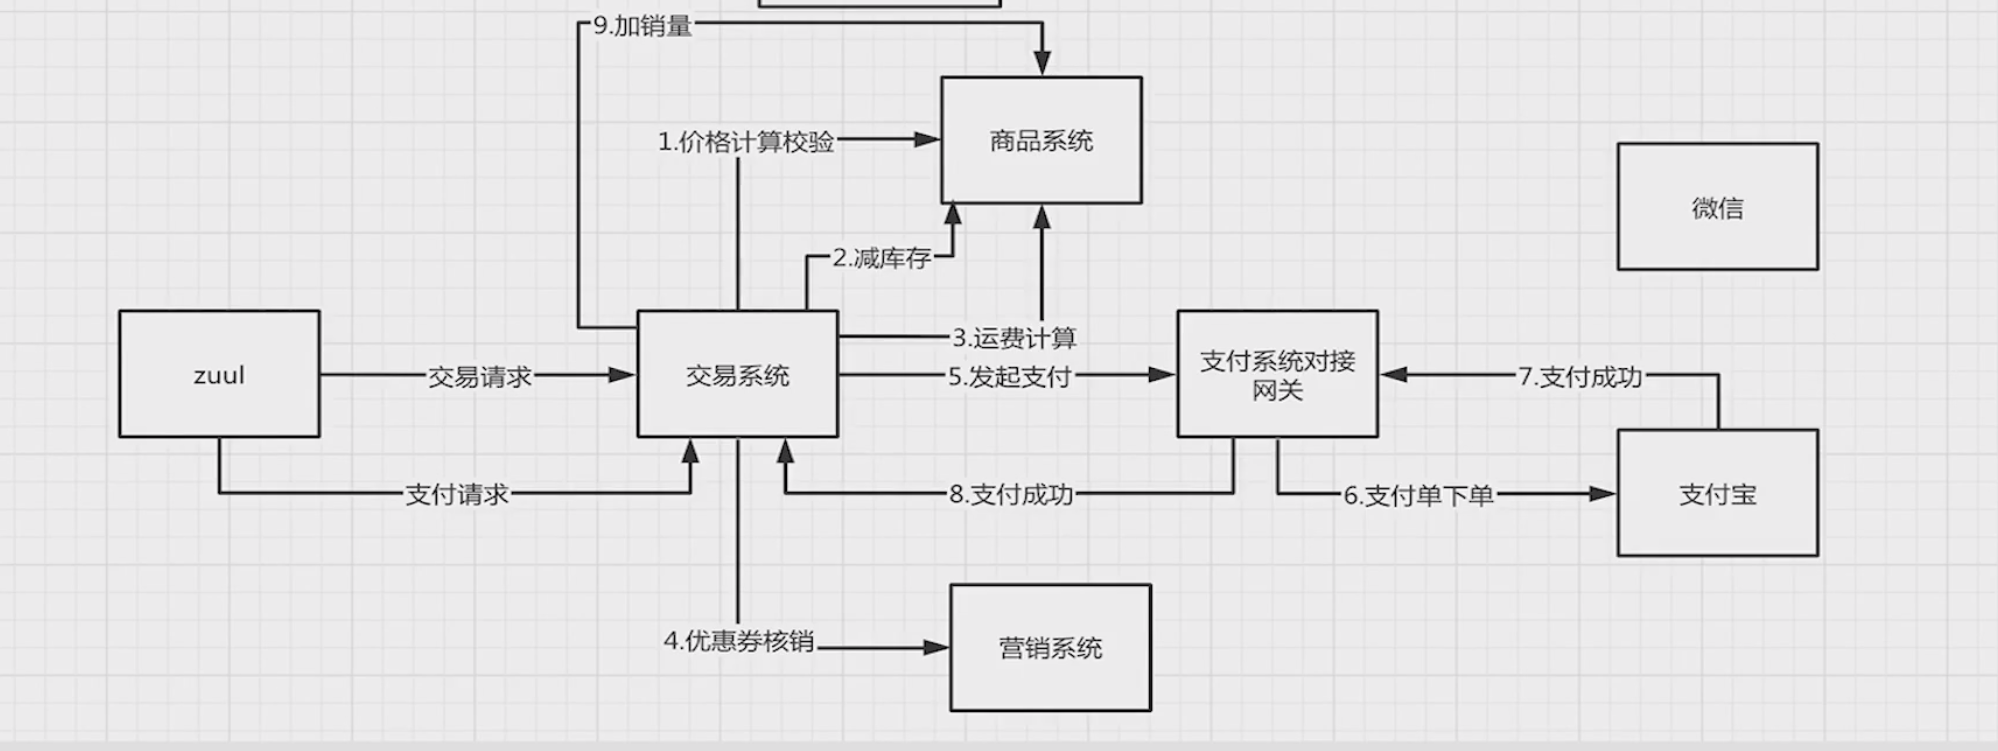 9.加销量
1.价格计算校验
商品系统
微信
2.减库存
3.运费计算
zuul
交易请求
交易系统
5.发起支付
支付系统对接
网关
7.支付成功
支付请求
8.支付成功
6.支付单下单
支付宝
4.优惠券核销
营销系统